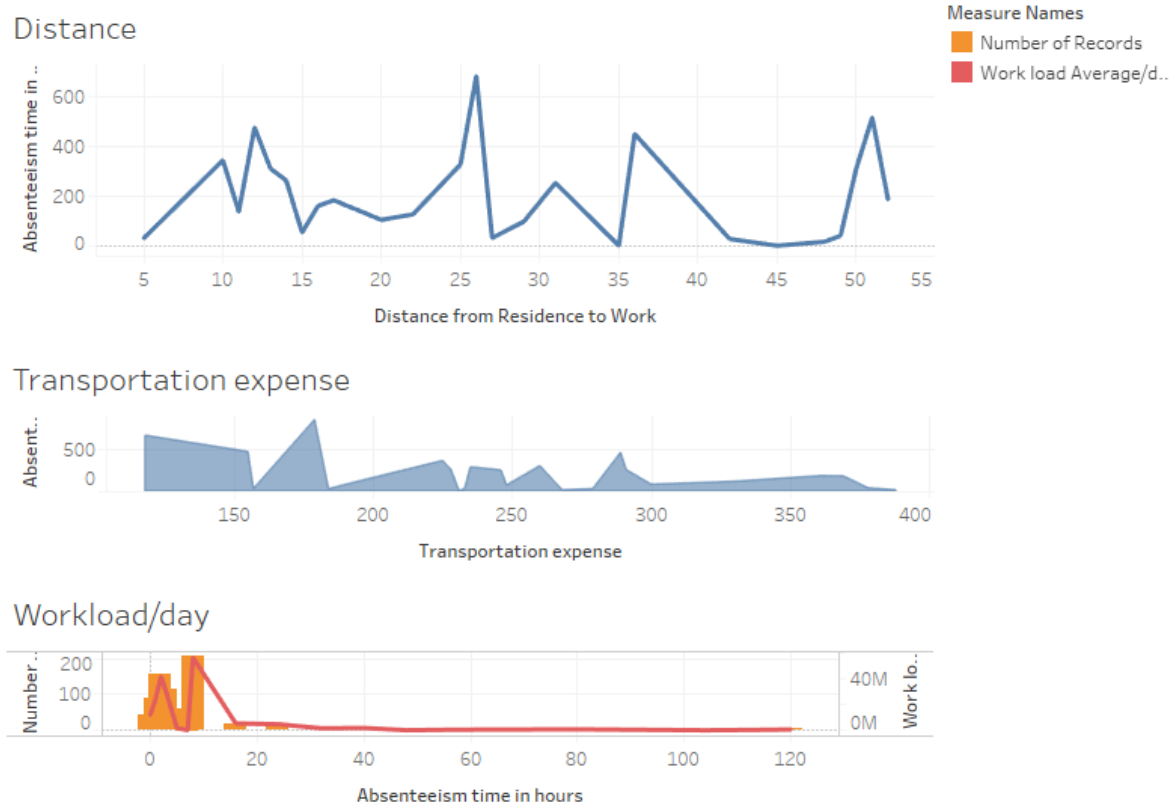 Distance
Measure Names
Number of Records
Work load Average/d..
Absenteeism time in ..
600
400
200
0
5 10 15 20 25 30 35 40 45 50 55
Distance from Residence to Work
Transportation expense
Absent..
500
0
150 200 250 300 350 400
Transportation expense
Workload/day
Number ..
200
100
0
40M
0M
Work lo..
0 20 40 60 80 100 120
Absenteeism time in hours